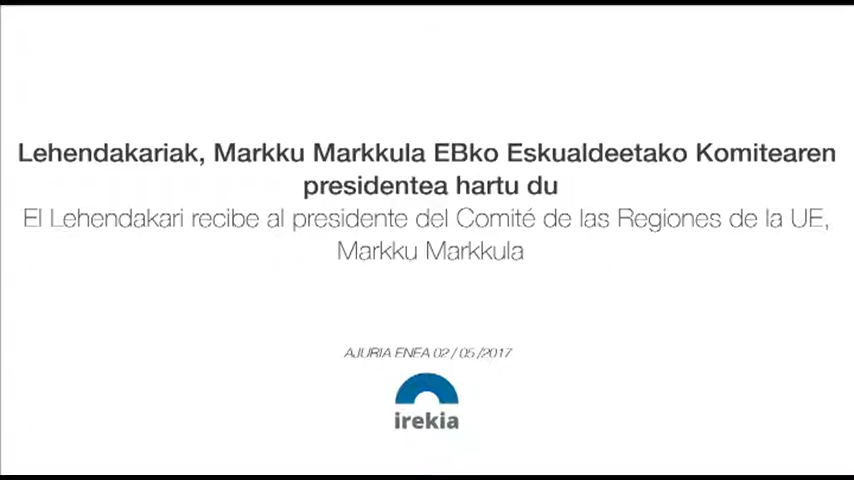 Lehendakariak, Markku Markkula EBko Eskualdeetako Komitearen
presidentea hartu du
El Lehendakari recibe al presidente del Comité de las Regiones de la UE,
Markku Markkula
AJURIA ENEA 02 / 05 /2017
irekia